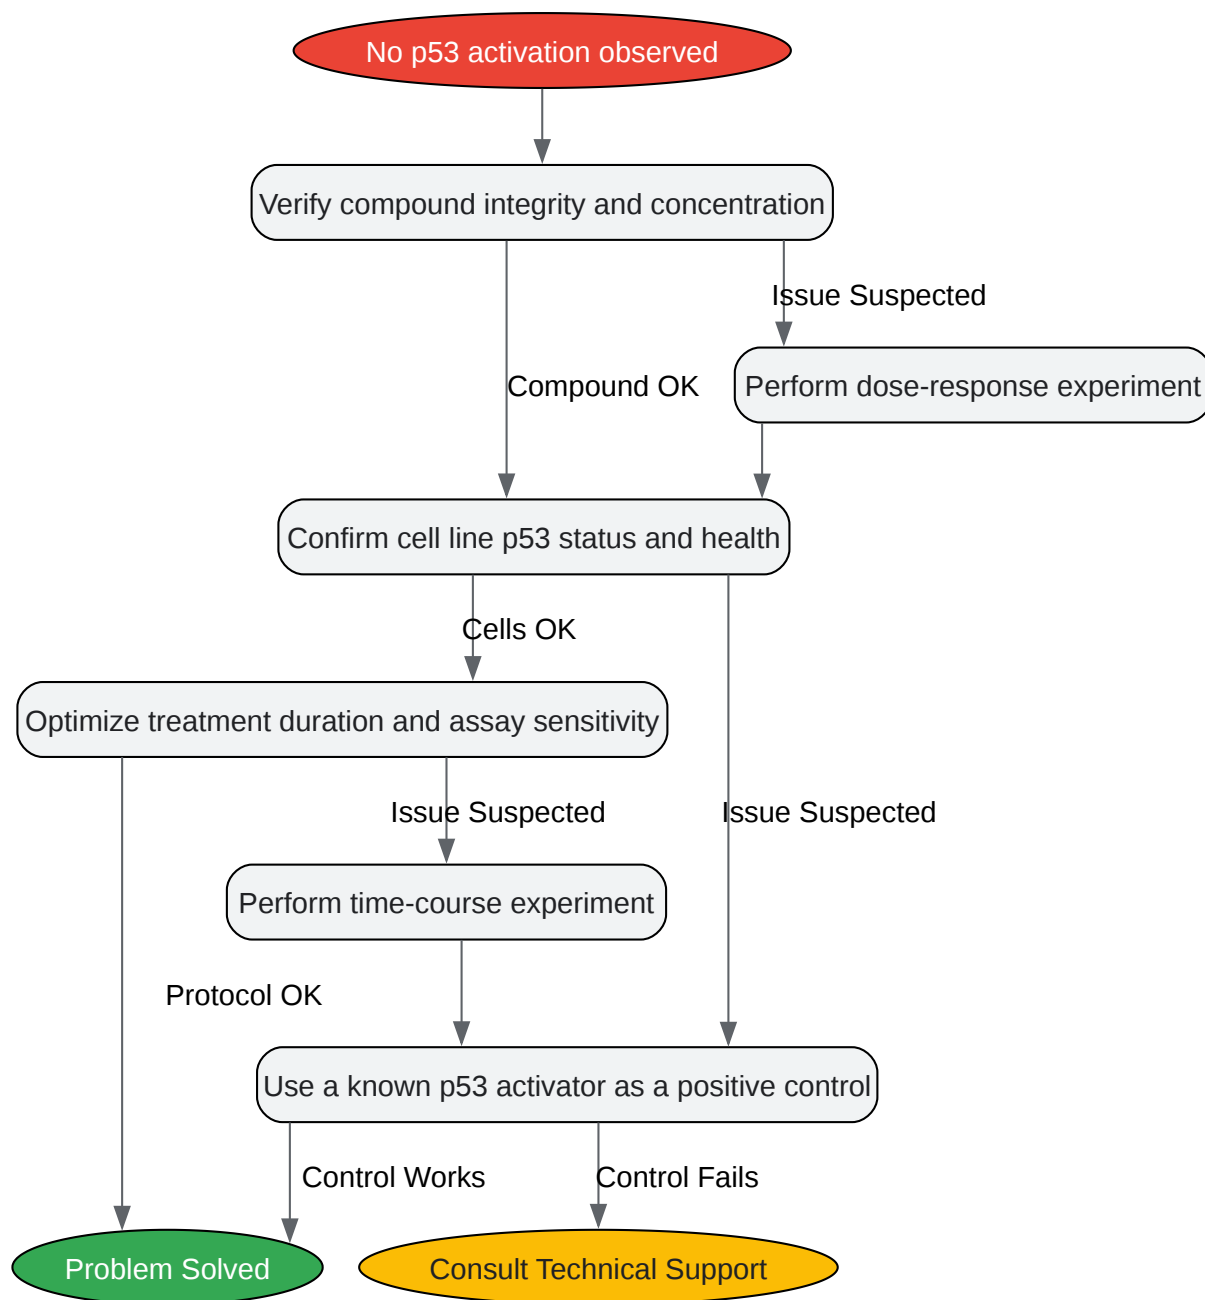 No p53 activation observed
Verify compound integrity and concentration
Issue Suspected
Compound OK
Perform dose-response experiment
Confirm cell line p53 status and health
Cells OK
Optimize treatment duration and assay sensitivity
Issue Suspected
Issue Suspected
Perform time-course experiment
Protocol OK
Use a known p53 activator as a positive control
Control Works
Control Fails
Problem Solved
Consult Technical Support